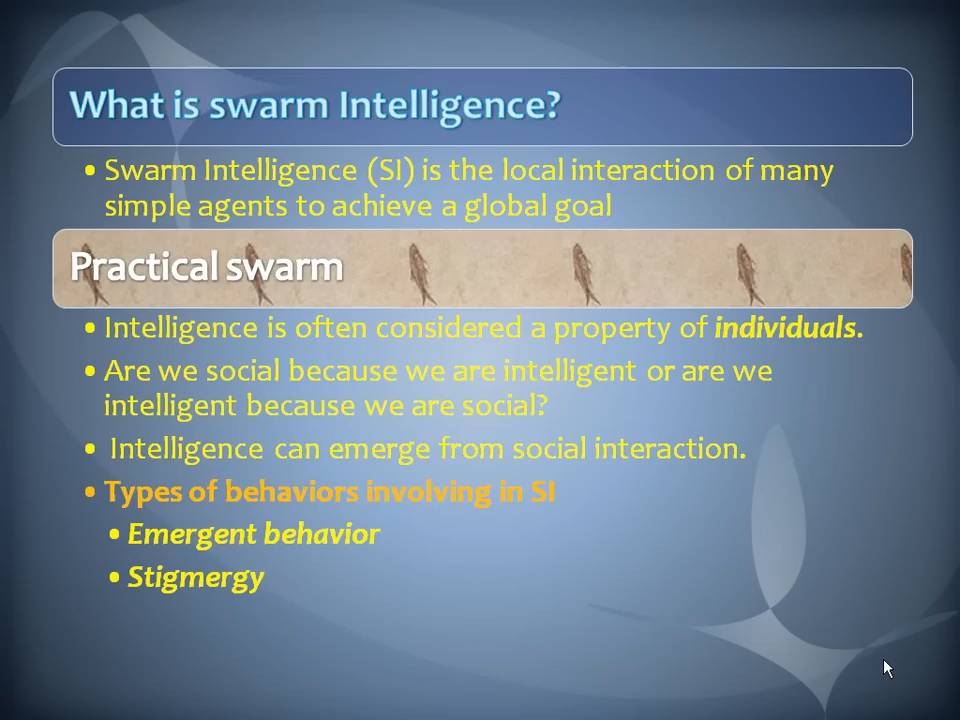 What is swarm Intelligence?
• Swarm Intelligence (SI) is the local interaction of many
simple agents to achieve a global goal
Practical swarm
• Intelligence is often considered a property of individuals.
• Are we social because we are intelligent or are we
intelligent because we are social?
• Intelligence can emerge from social interaction.
• Types of behaviors involving in SI
• Emergent behavior
• Stigmergy